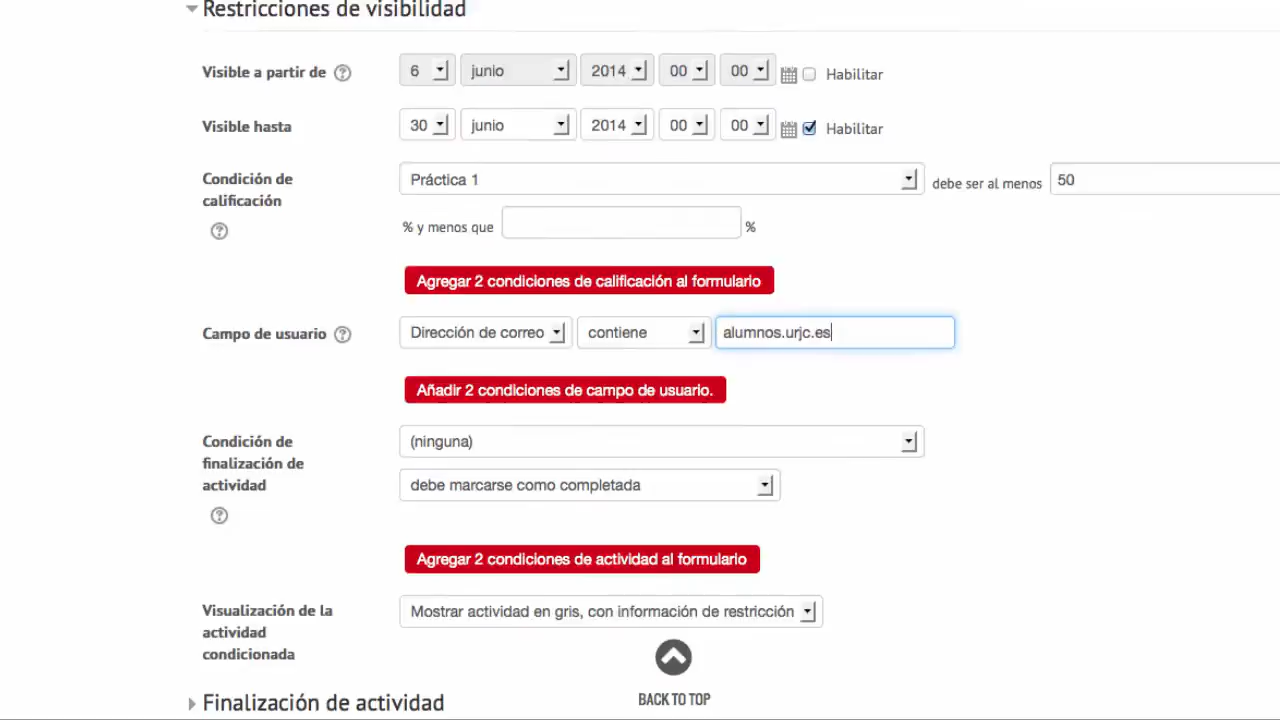 Restricciones de visibilidad
Visible a partir de 6 junio 2014 00 00 Habilitar
Visible hasta 30 junio 2014 00 00 Habilitar
Condición de calificación Práctica 1 debe ser al menos 50
% y menos que %
Agregar 2 condiciones de calificación al formulario
Campo de usuario Dirección de correo contiene alumnos.urjc.es
Añadir 2 condiciones de campo de usuario.
Condición de finalización de actividad (ninguna)
debe marcarse como completada
Agregar 2 condiciones de actividad al formulario
Visualización de la actividad condicionada Mostrar actividad en gris, con información de restricción
BACK TO TOP
Finalización de actividad